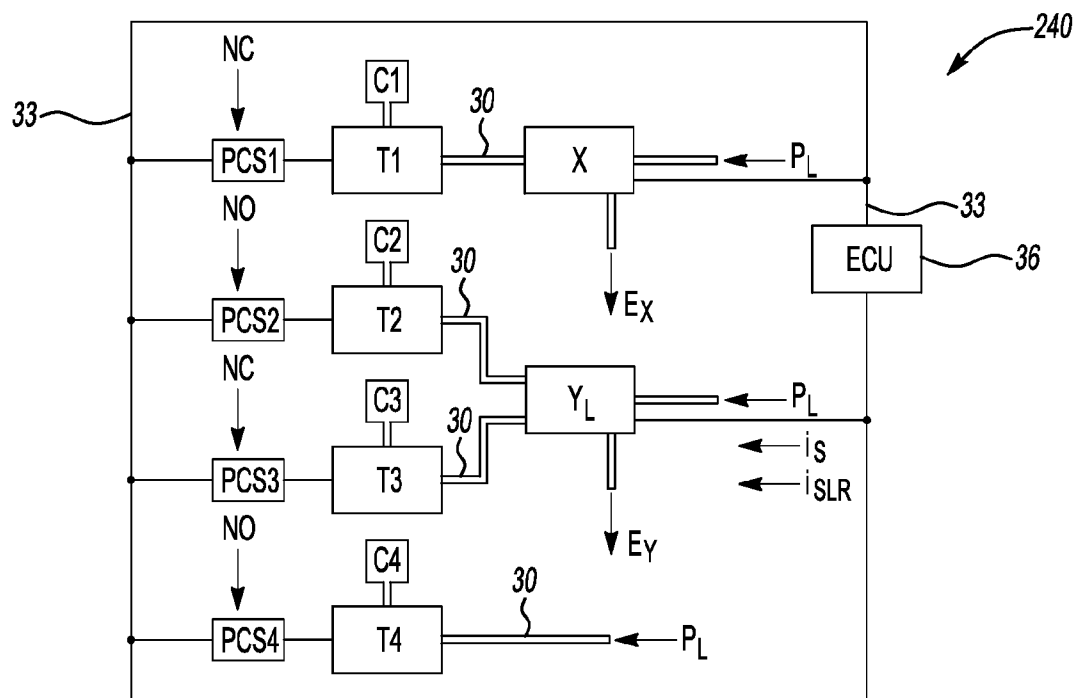 240
NC
C1
30
33
PCS1
T1
X
P_L
33
NO
C2
30
ECU
36
E_X
PCS2
T2
NC
C3
30
Y_L
P_L
i_S
PCS3
T3
i_SLR
NO
C4
30
E_Y
PCS4
T4
P_L